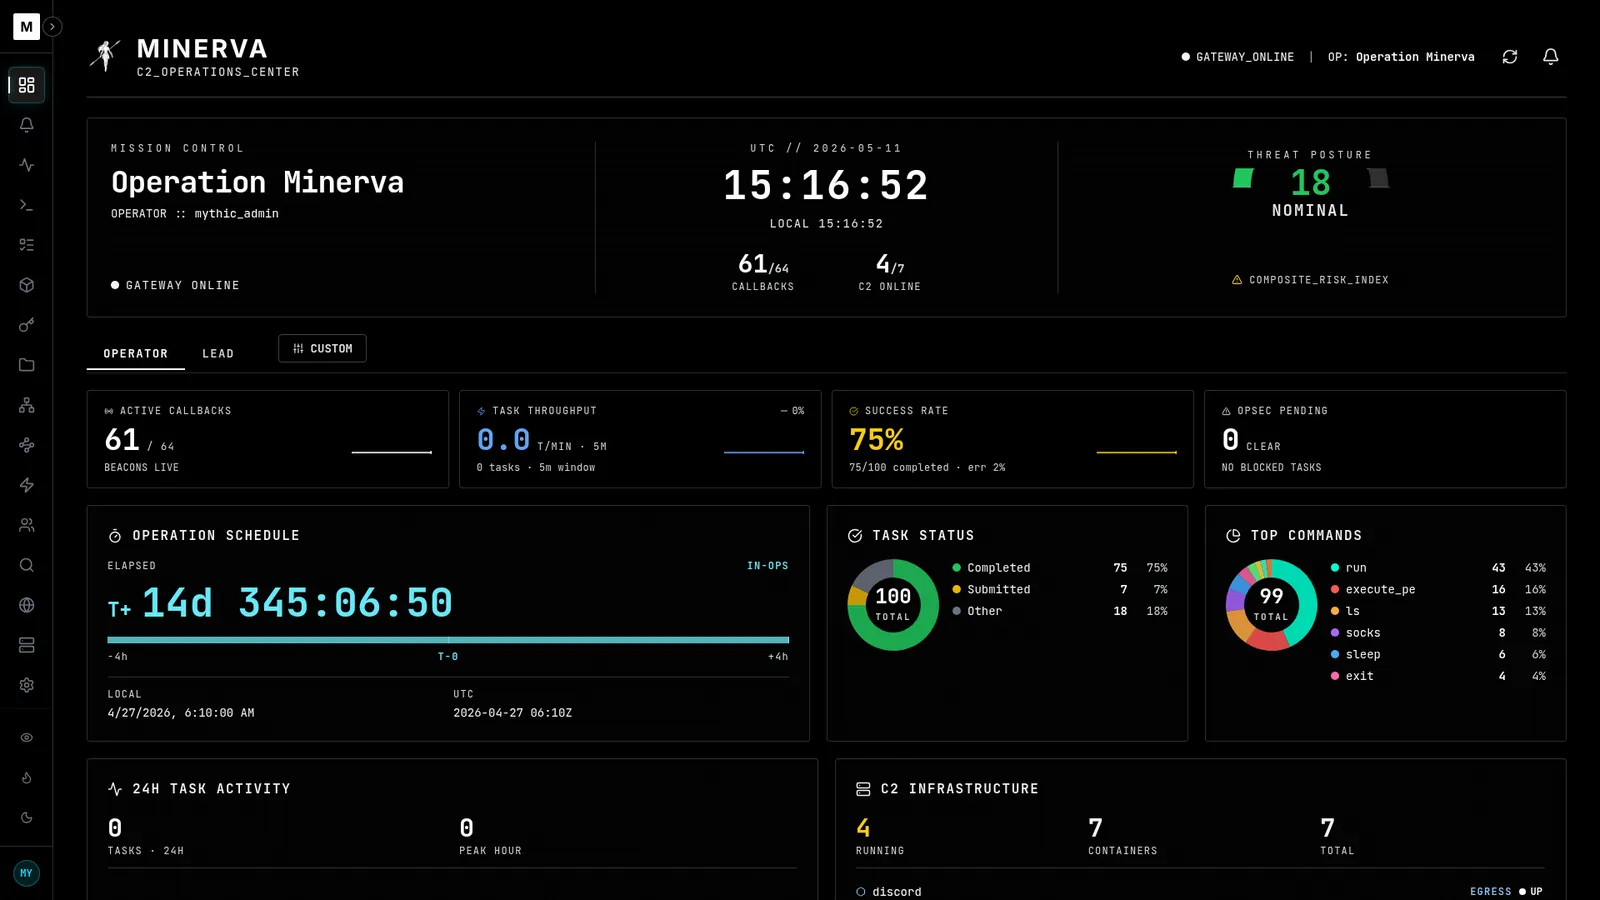 M
MINERVA
C2_OPERATIONS_CENTER
GATEWAY_ONLINE | OP: Operation Minerva
MISSION CONTROL
Operation Minerva
OPERATOR :: mythic_admin
GATEWAY ONLINE
UTC // 2026-05-11
15:16:52
LOCAL 15:16:52
61/64
CALLBACKS
4/7
C2 ONLINE
THREAT POSTURE
18
NOMINAL
COMPOSITE_RISK_INDEX
OPERATOR
LEAD
CUSTOM
ACTIVE CALLBACKS
61 / 64
BEACONS LIVE
TASK THROUGHPUT
— 0%
0.0 T/MIN · 5M
0 tasks · 5m window
SUCCESS RATE
75%
75/100 completed · err 2%
OPSEC PENDING
0 CLEAR
NO BLOCKED TASKS
OPERATION SCHEDULE
ELAPSED
IN-OPS
T+ 14d 345:06:50
-4h
T-0
+4h
LOCAL
4/27/2026, 6:10:00 AM
UTC
2026-04-27 06:10Z
TASK STATUS
100
TOTAL
Completed 75 75%
Submitted 7 7%
Other 18 18%
TOP COMMANDS
99
TOTAL
run 43 43%
execute_pe 16 16%
ls 13 13%
socks 8 8%
sleep 6 6%
exit 4 4%
24H TASK ACTIVITY
0
TASKS · 24H
0
PEAK HOUR
C2 INFRASTRUCTURE
4
RUNNING
7
CONTAINERS
7
TOTAL
discord
EGRESS UP
MY